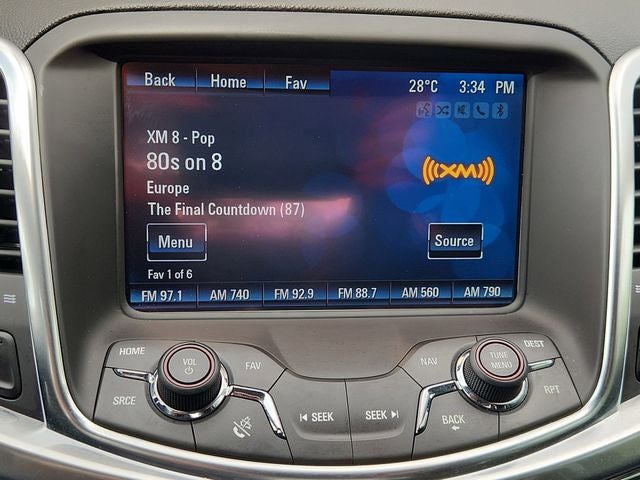 Back Home Fav 28°C 3:34 PM
XM 8 - Pop
80s on 8
((XM))
Europe
The Final Countdown (87)
Menu Source
Fav 1 of 6
FM 97.1 AM 740 FM 92.9 FM 88.7 AM 560 AM 790
HOME VOL FAV NAV TUNE MENU DEST
SRCE SEEK SEEK BACK RPT